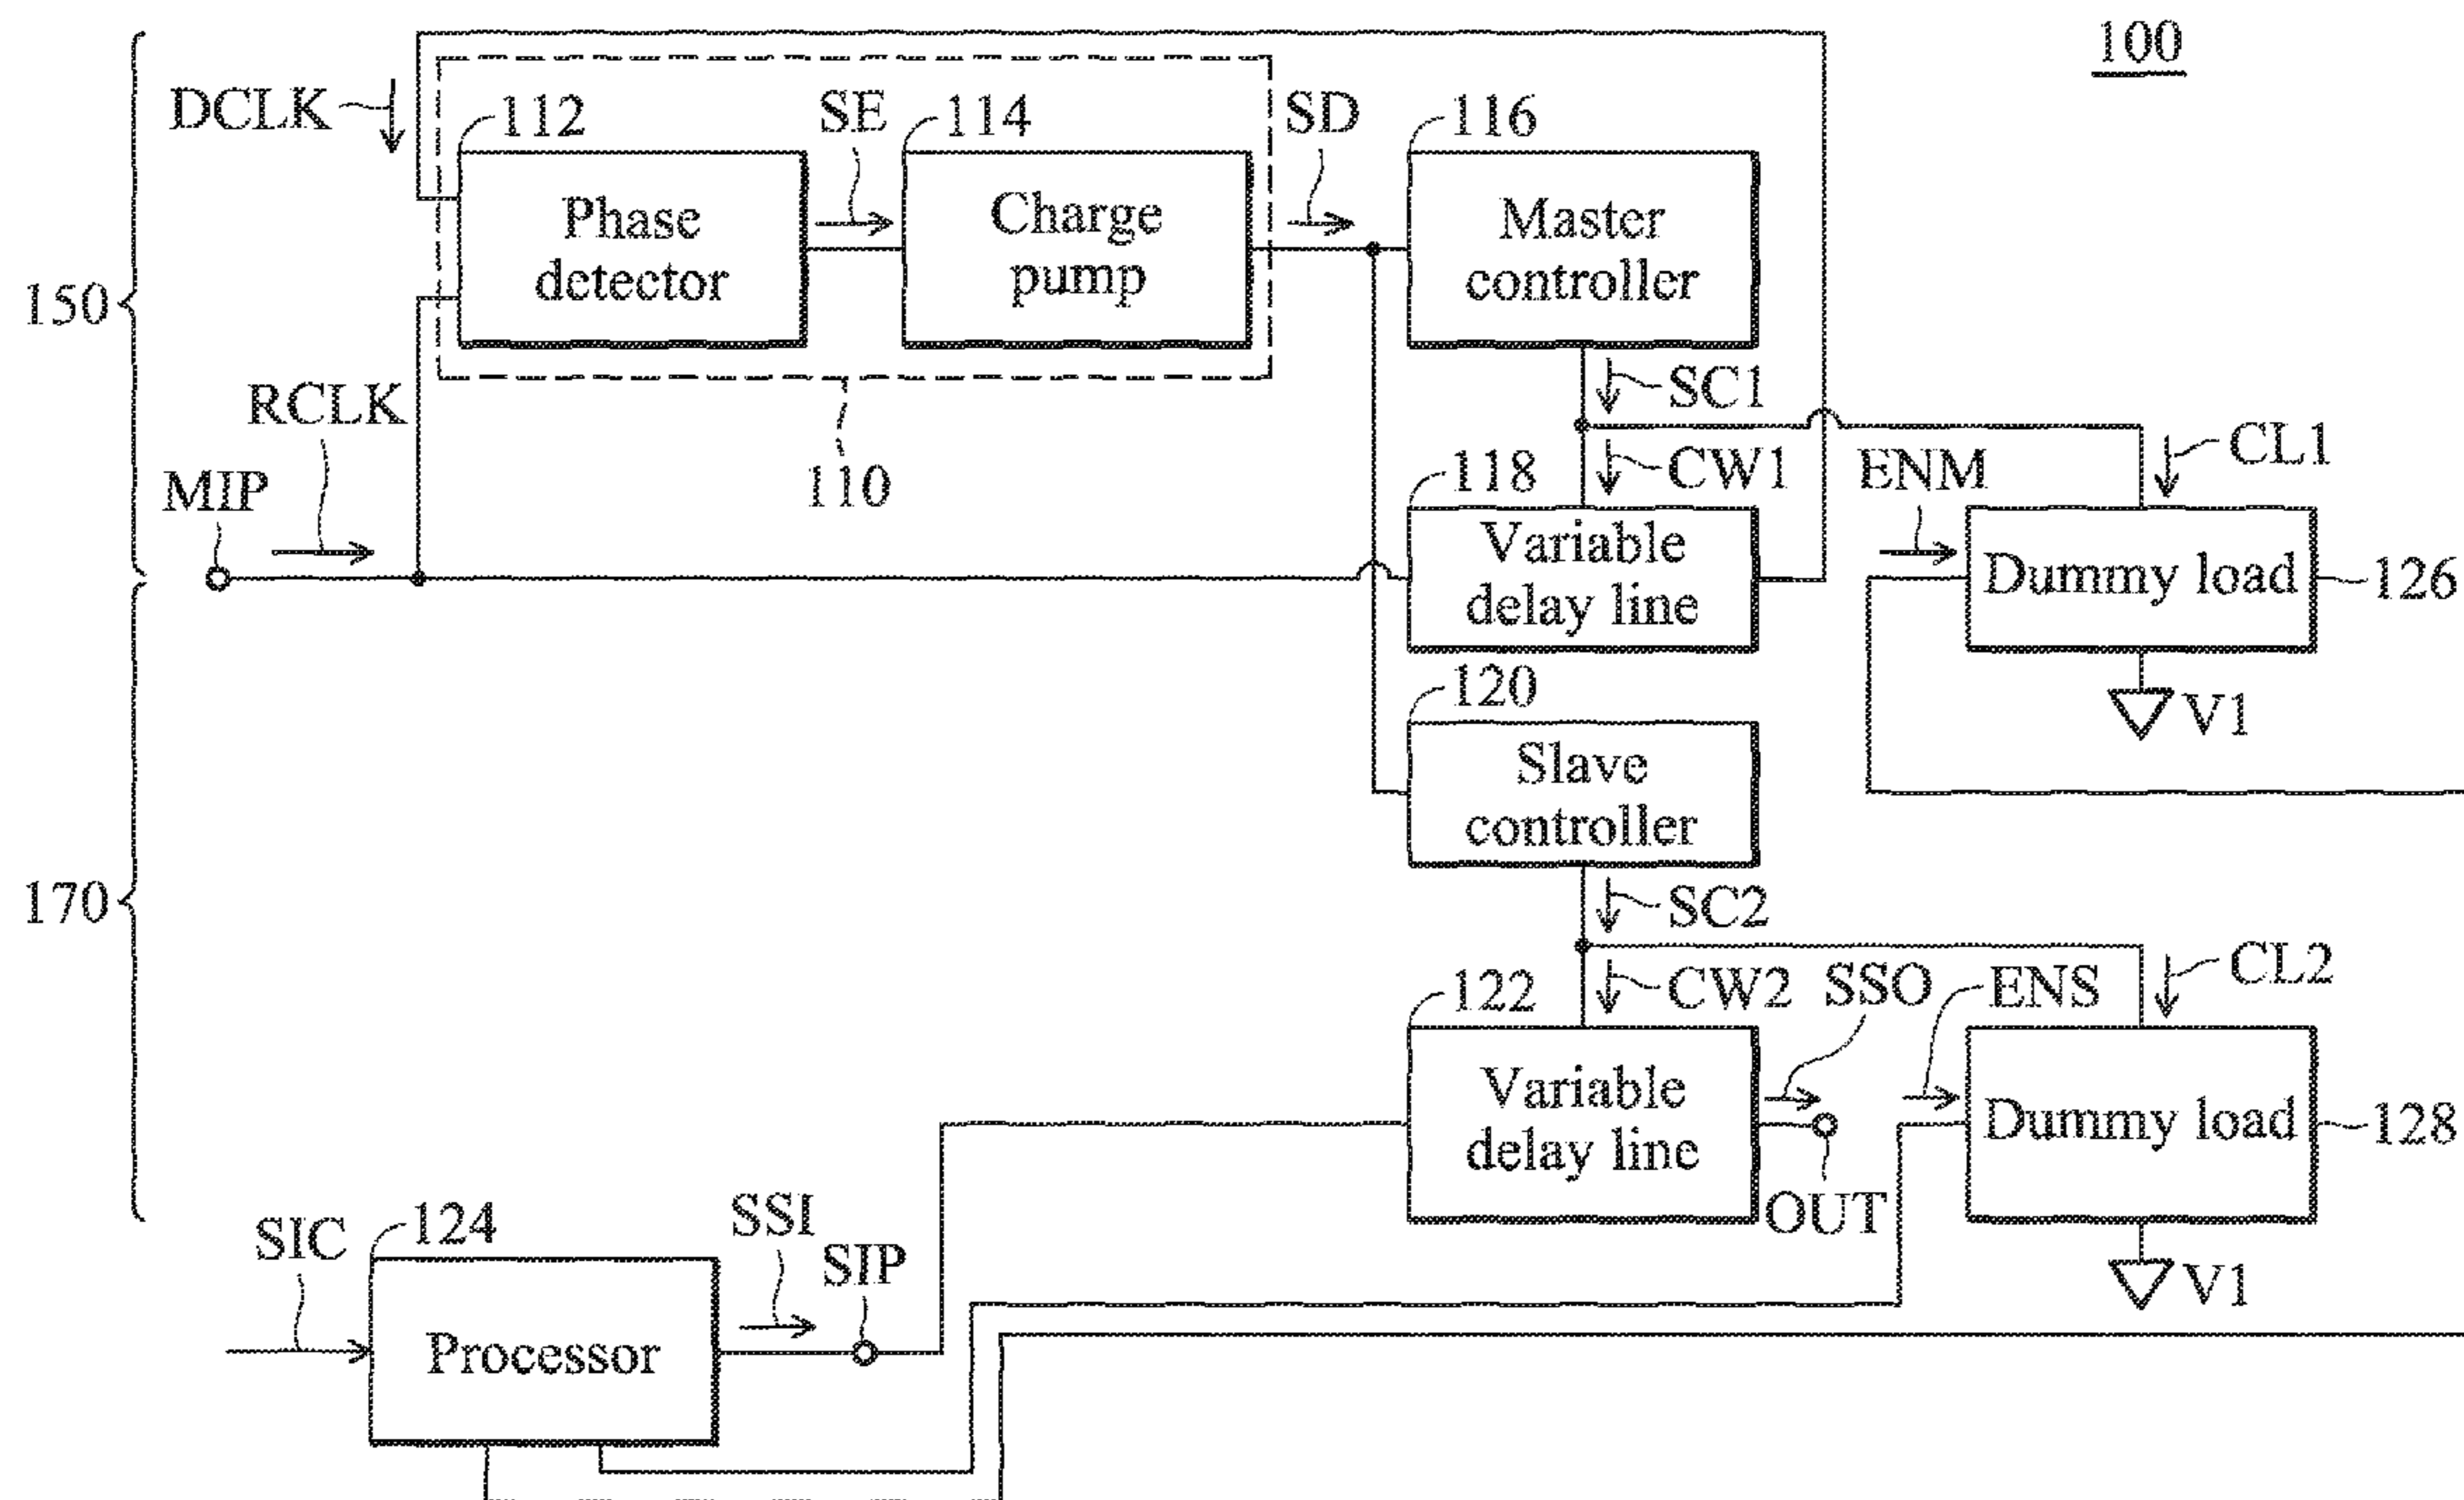 100
DCLK
112
SE
114
SD
116
Phase
detector
Charge
pump
Master
controller
150
RCLK
110
SC1
CW1
CL1
MIP
118
ENM
Variable
delay line
Dummy load
126
120
V1
Slave
controller
170
SC2
122
CW2
SSO
ENS
CL2
Variable
delay line
Dummy load
128
OUT
SIC
124
SSI
SIP
V1
Processor